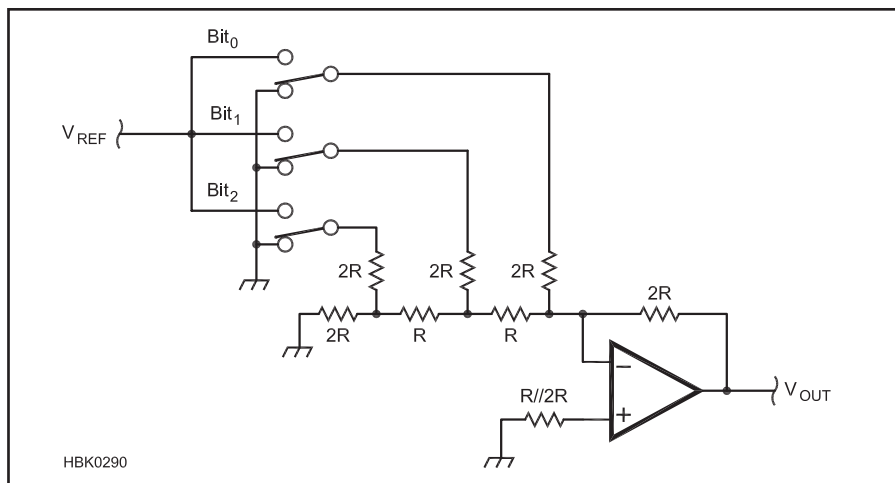 Bit0
Bit1
VREF
Bit2
2R
2R
2R
2R
R
R
2R
−
R//2R
+
VOUT
HBK0290